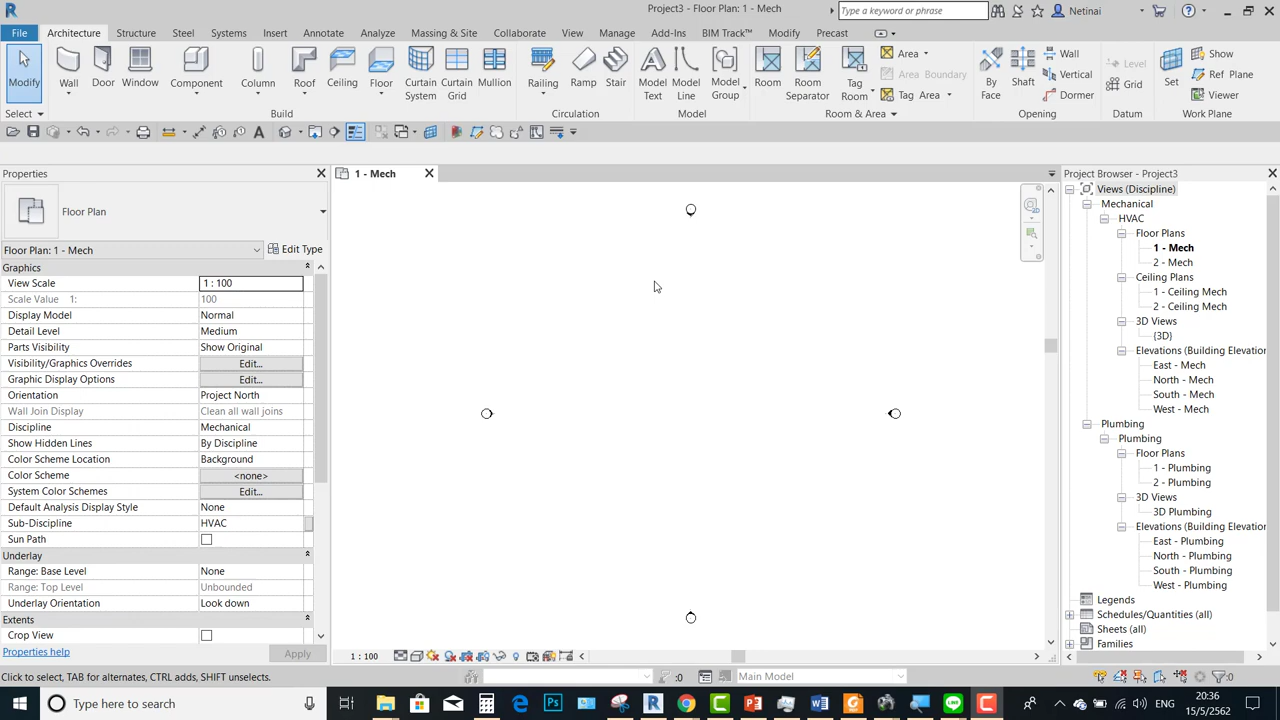 Project3 - Floor Plan: 1 - Mech
Type a keyword or phrase
Netinai
File
Architecture
Structure
Steel
Systems
Insert
Annotate
Analyze
Massing & Site
Collaborate
View
Manage
Add-Ins
BIM Track™
Modify
Precast
Modify
Wall
Door
Window
Component
Column
Roof
Ceiling
Floor
Curtain System
Curtain Grid
Mullion
Railing
Ramp
Stair
Model Text
Model Line
Model Group
Room
Room Separator
Tag Room
Area
Area Boundary
Tag Area
By Face
Shaft
Wall
Vertical
Dormer
Level
Grid
Set
Show
Ref Plane
Viewer
Select
Build
Circulation
Model
Room & Area
Opening
Datum
Work Plane
Properties
1 - Mech
Project Browser - Project3
Floor Plan
Floor Plan: 1 - Mech
Edit Type
Graphics
View Scale 1 : 100
Scale Value 1: 100
Display Model Normal
Detail Level Medium
Parts Visibility Show Original
Visibility/Graphics Overrides Edit...
Graphic Display Options Edit...
Orientation Project North
Wall Join Display Clean all wall joins
Discipline Mechanical
Show Hidden Lines By Discipline
Color Scheme Location Background
Color Scheme <none>
System Color Schemes Edit...
Default Analysis Display Style None
Sub-Discipline HVAC
Sun Path
Underlay
Range: Base Level None
Range: Top Level Unbounded
Underlay Orientation Look down
Extents
Crop View
Properties help
Apply
Views (Discipline)
Mechanical
HVAC
Floor Plans
1 - Mech
2 - Mech
Ceiling Plans
1 - Ceiling Mech
2 - Ceiling Mech
3D Views
{3D}
Elevations (Building Elevation
East - Mech
North - Mech
South - Mech
West - Mech
Plumbing
Plumbing
Floor Plans
1 - Plumbing
2 - Plumbing
3D Views
3D Plumbing
Elevations (Building Elevation
East - Plumbing
North - Plumbing
South - Plumbing
West - Plumbing
Legends
Schedules/Quantities (all)
Sheets (all)
Families
1 : 100
Click to select, TAB for alternates, CTRL adds, SHIFT unselects.
:0
Main Model
:0
Type here to search
ENG
20:36
15/5/2562